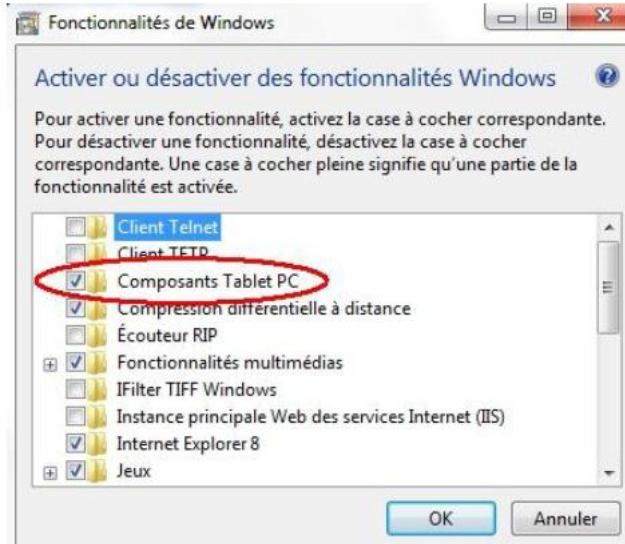 Fonctionnalités de Windows
Activer ou désactiver des fonctionnalités Windows
Pour activer une fonctionnalité, activez la case à cocher correspondante.
Pour désactiver une fonctionnalité, désactivez la case à cocher
correspondante. Une case à cocher pleine signifie qu'une partie de la
fonctionnalité est activée.
Client Telnet
Client TFTP
Composants Tablet PC
Compression différentielle à distance
Écouteur RIP
Fonctionnalités multimédias
IFilter TIFF Windows
Instance principale Web des services Internet (IIS)
Internet Explorer 8
Jeux
OK
Annuler